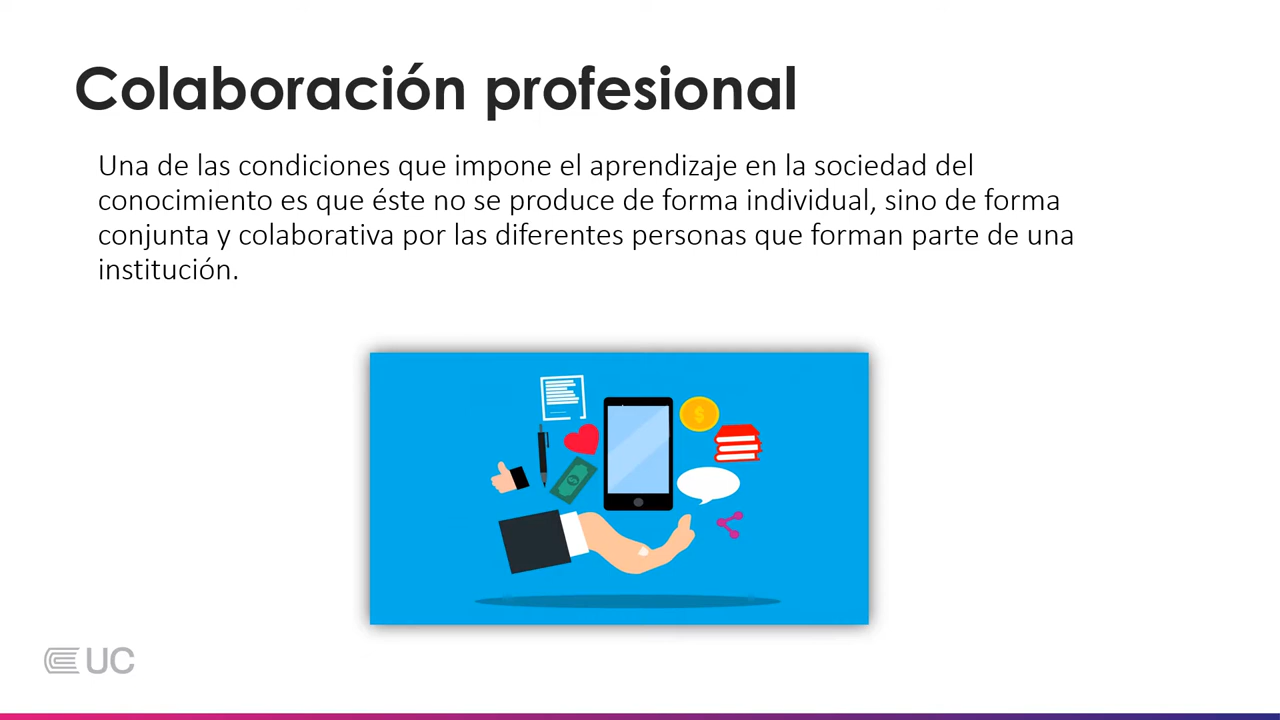 Colaboración profesional
Una de las condiciones que impone el aprendizaje en la sociedad del
conocimiento es que éste no se produce de forma individual, sino de forma
conjunta y colaborativa por las diferentes personas que forman parte de una
institución.
$
UC